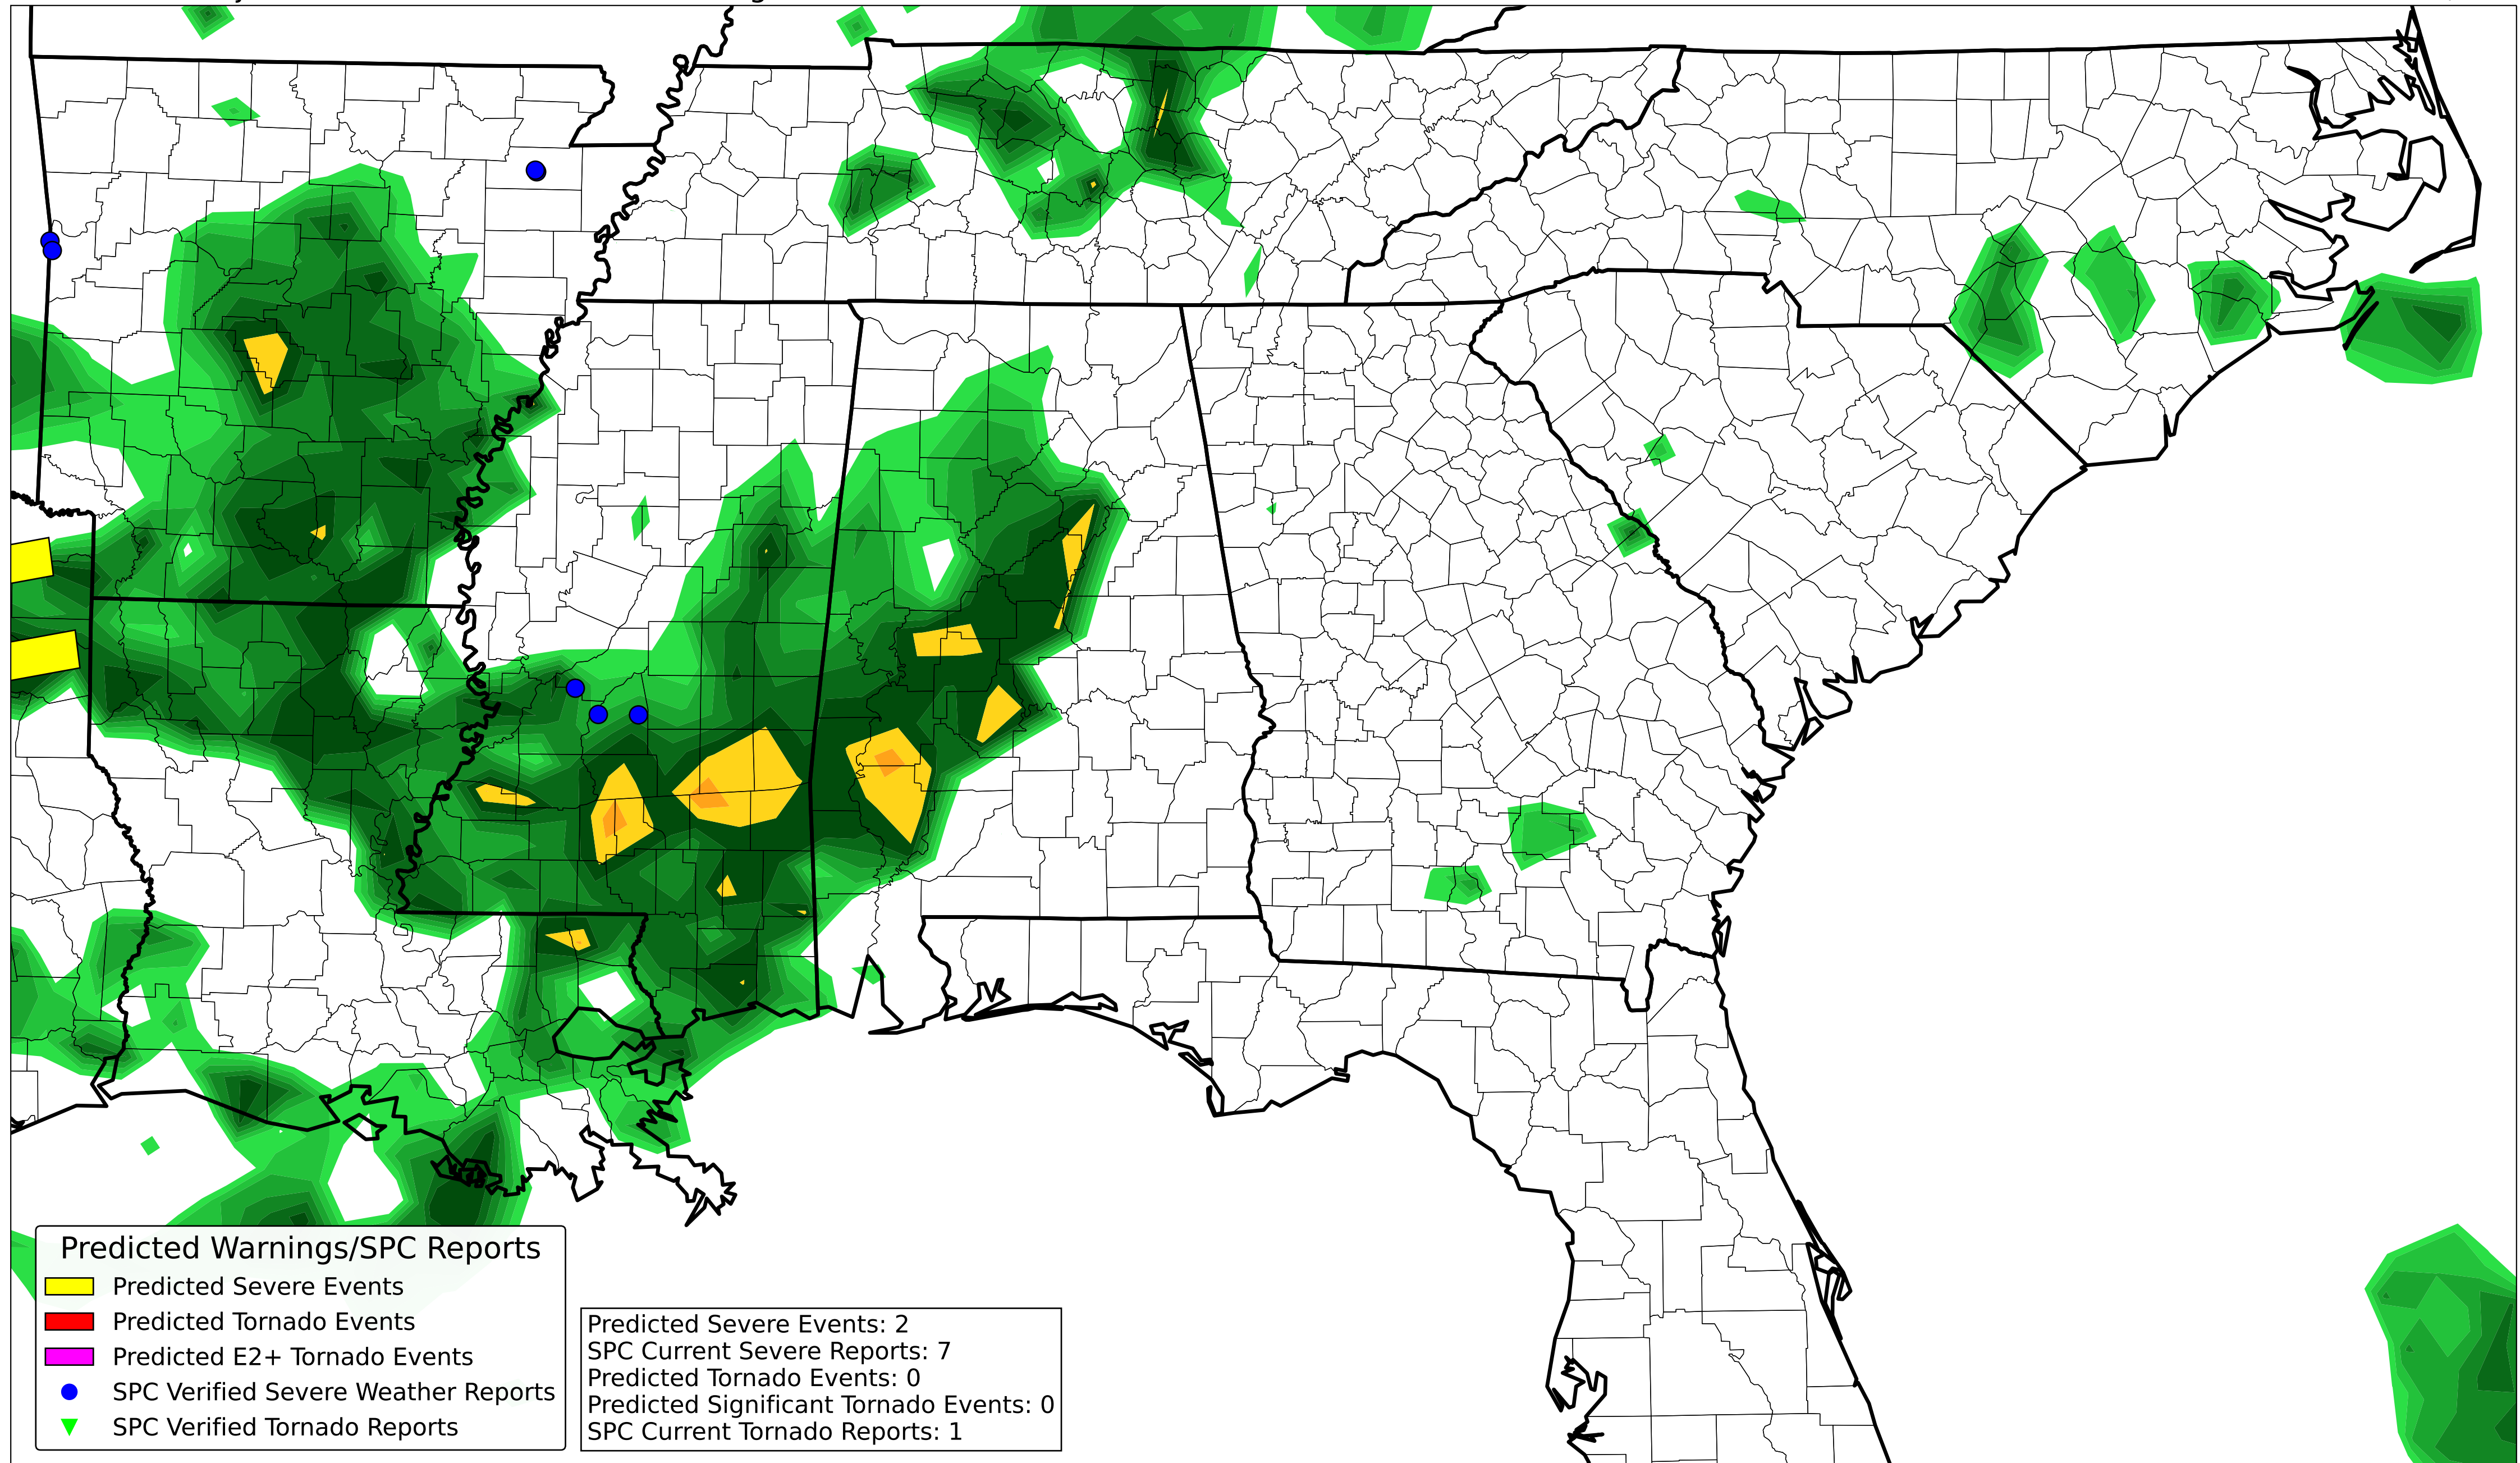 Predicted Warnings/SPC Reports
Predicted Severe Events
Predicted Tornado Events
Predicted E2+ Tornado Events
SPC Verified Severe Weather Reports
SPC Verified Tornado Reports
Predicted Severe Events: 2
SPC Current Severe Reports: 7
Predicted Tornado Events: 0
Predicted Significant Tornado Events: 0
SPC Current Tornado Reports: 1